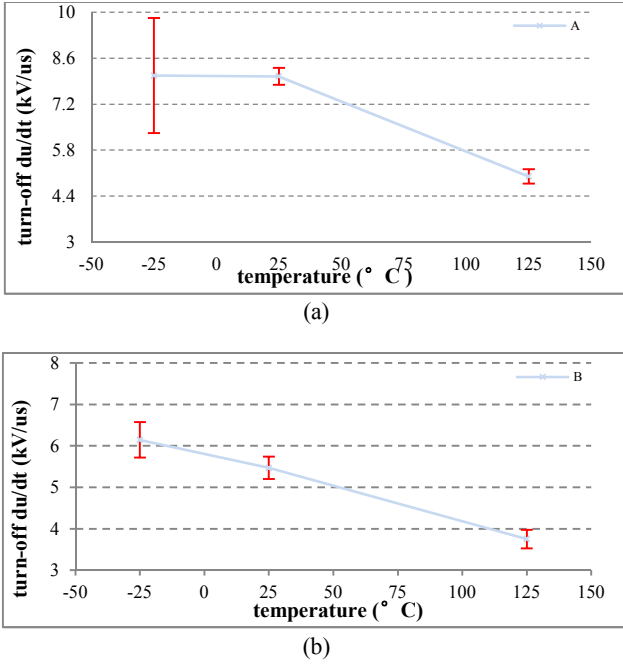 10
A
8.6
7.2
5.8
4.4
3
turn-off du/dt (kV/us)
-50 -25 0 25 50 75 100 125 150
temperature (° C)
(a)
8
B
7
6
5
4
3
turn-off du/dt (kV/us)
-50 -25 0 25 50 75 100 125 150
temperature (° C)
(b)